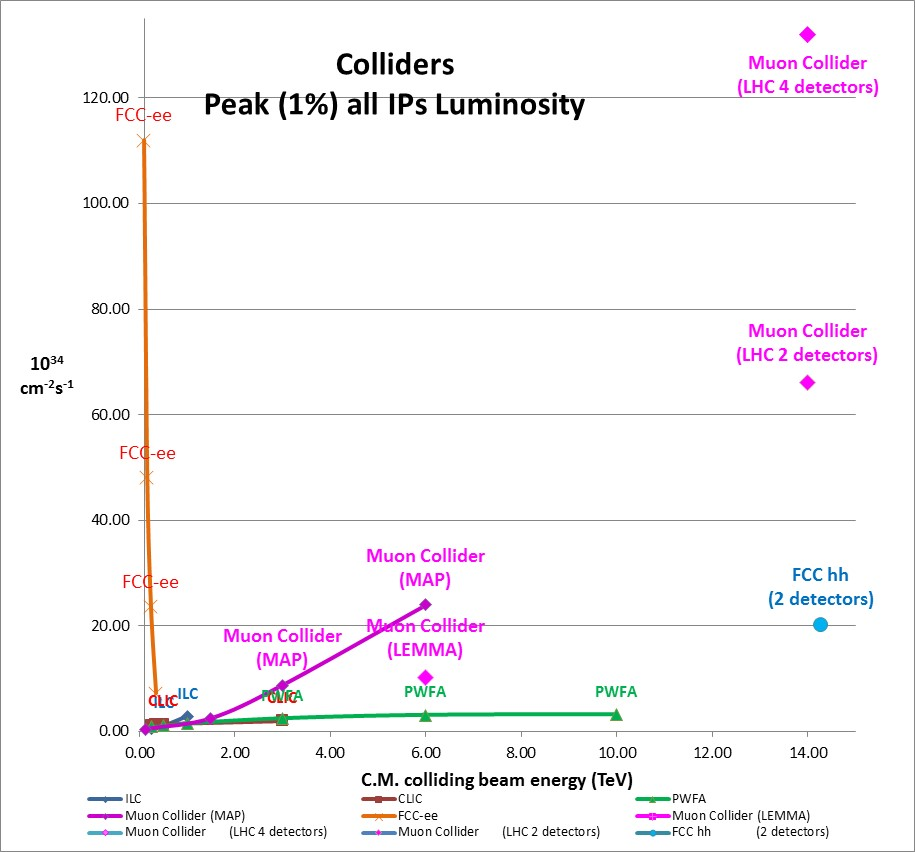 Colliders
Peak (1%) all IPs Luminosity
Muon Collider
(LHC 4 detectors)
120.00
FCC-ee
100.00
80.00
Muon Collider
(LHC 2 detectors)
10³⁴
cm⁻²s⁻¹
60.00
FCC-ee
40.00
Muon Collider
(MAP)
FCC hh
(2 detectors)
FCC-ee
20.00
Muon Collider
(MAP)
Muon Collider
(LEMMA)
ILC
PWFA
PWFA
PWFA
CLIC
CLIC
ILC
0.00
0.00 2.00 4.00 6.00 8.00 10.00 12.00 14.00
C.M. colliding beam energy (TeV)
ILC CLIC PWFA
Muon Collider (MAP) FCC-ee Muon Collider (LEMMA)
Muon Collider (LHC 4 detectors) Muon Collider (LHC 2 detectors) FCC hh (2 detectors)